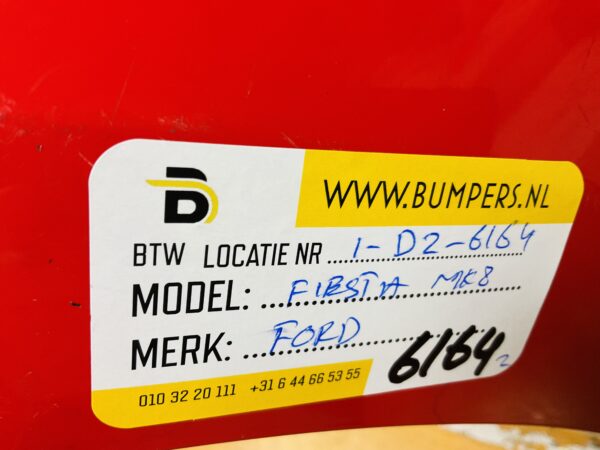 WWW.BUMPERS.NL
BTW LOCATIE NR 1-D2-6164
MODEL: FIESTA MK8
MERK: FORD
6164
010 32 20 111 +31 6 44 66 53 55